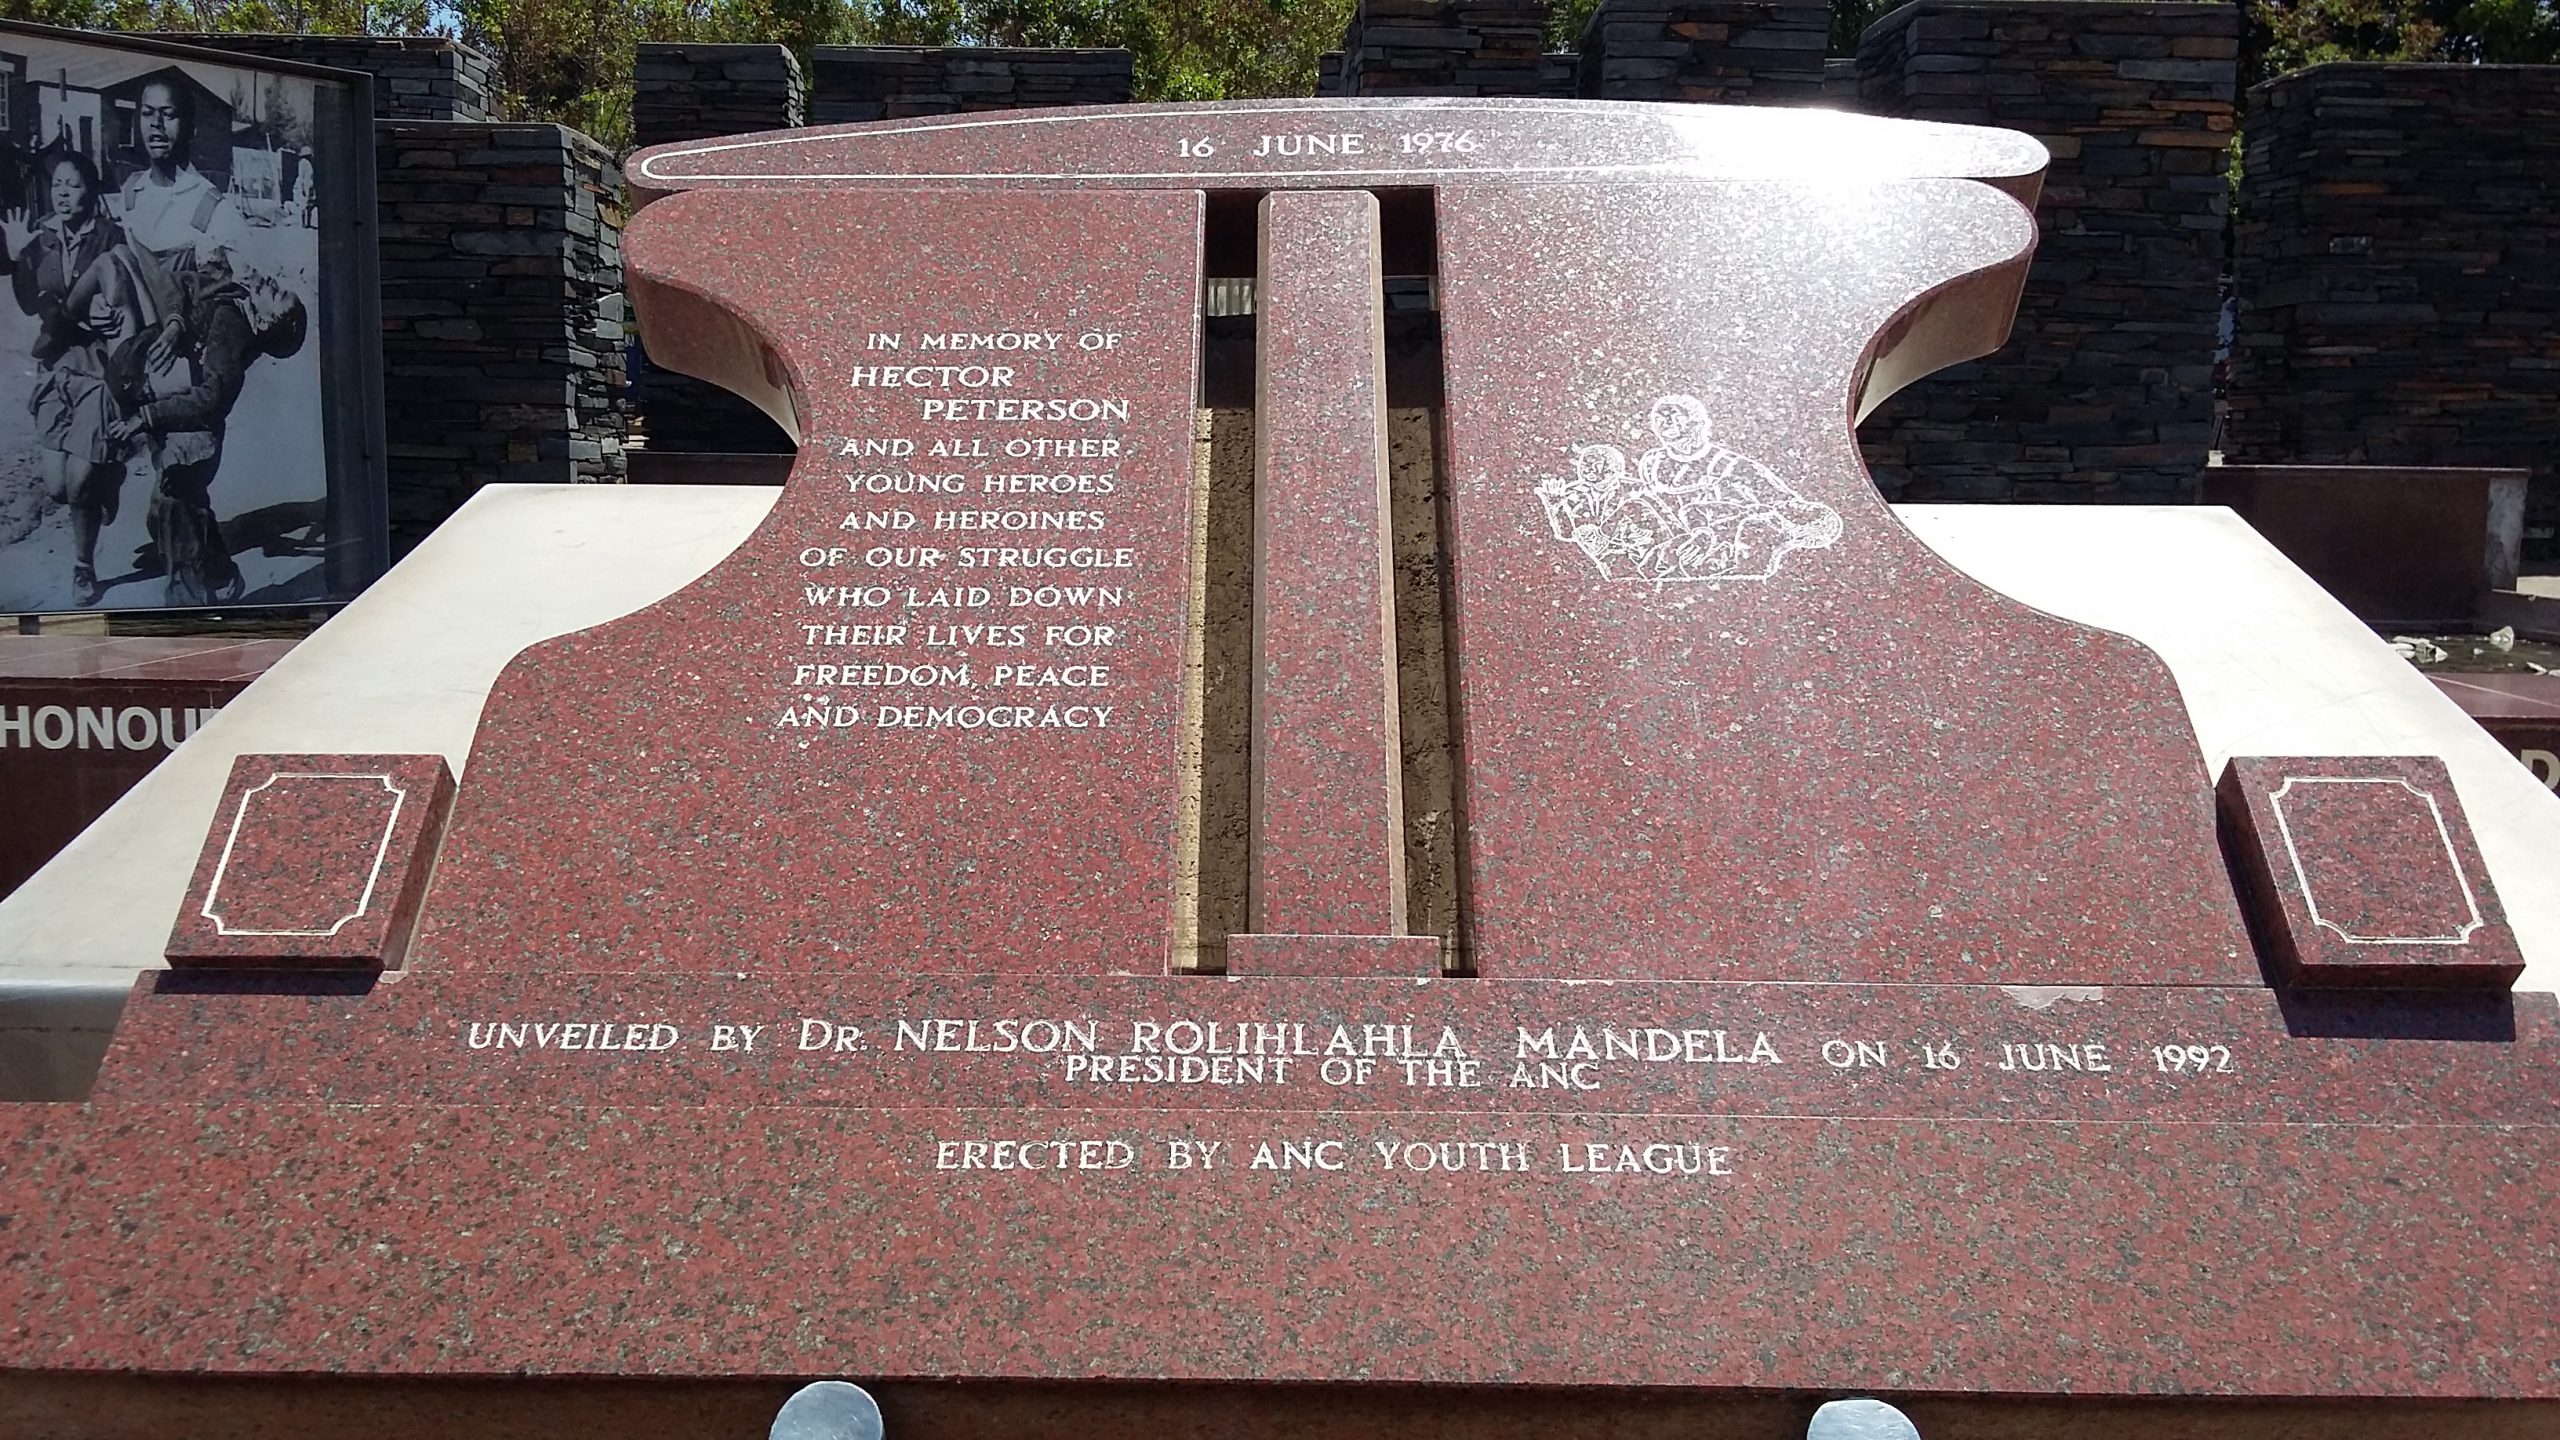 16 JUNE 1976
IN MEMORY OF
HECTOR
PETERSON
AND ALL OTHER
YOUNG HEROES
AND HEROINES
OF OUR STRUGGLE
WHO LAID DOWN
THEIR LIVES FOR
FREEDOM, PEACE
AND DEMOCRACY
UNVEILED BY DR. NELSON ROLIHLAHLA MANDELA ON 16 JUNE 1992
PRESIDENT OF THE ANC
ERECTED BY ANC YOUTH LEAGUE
HONOU